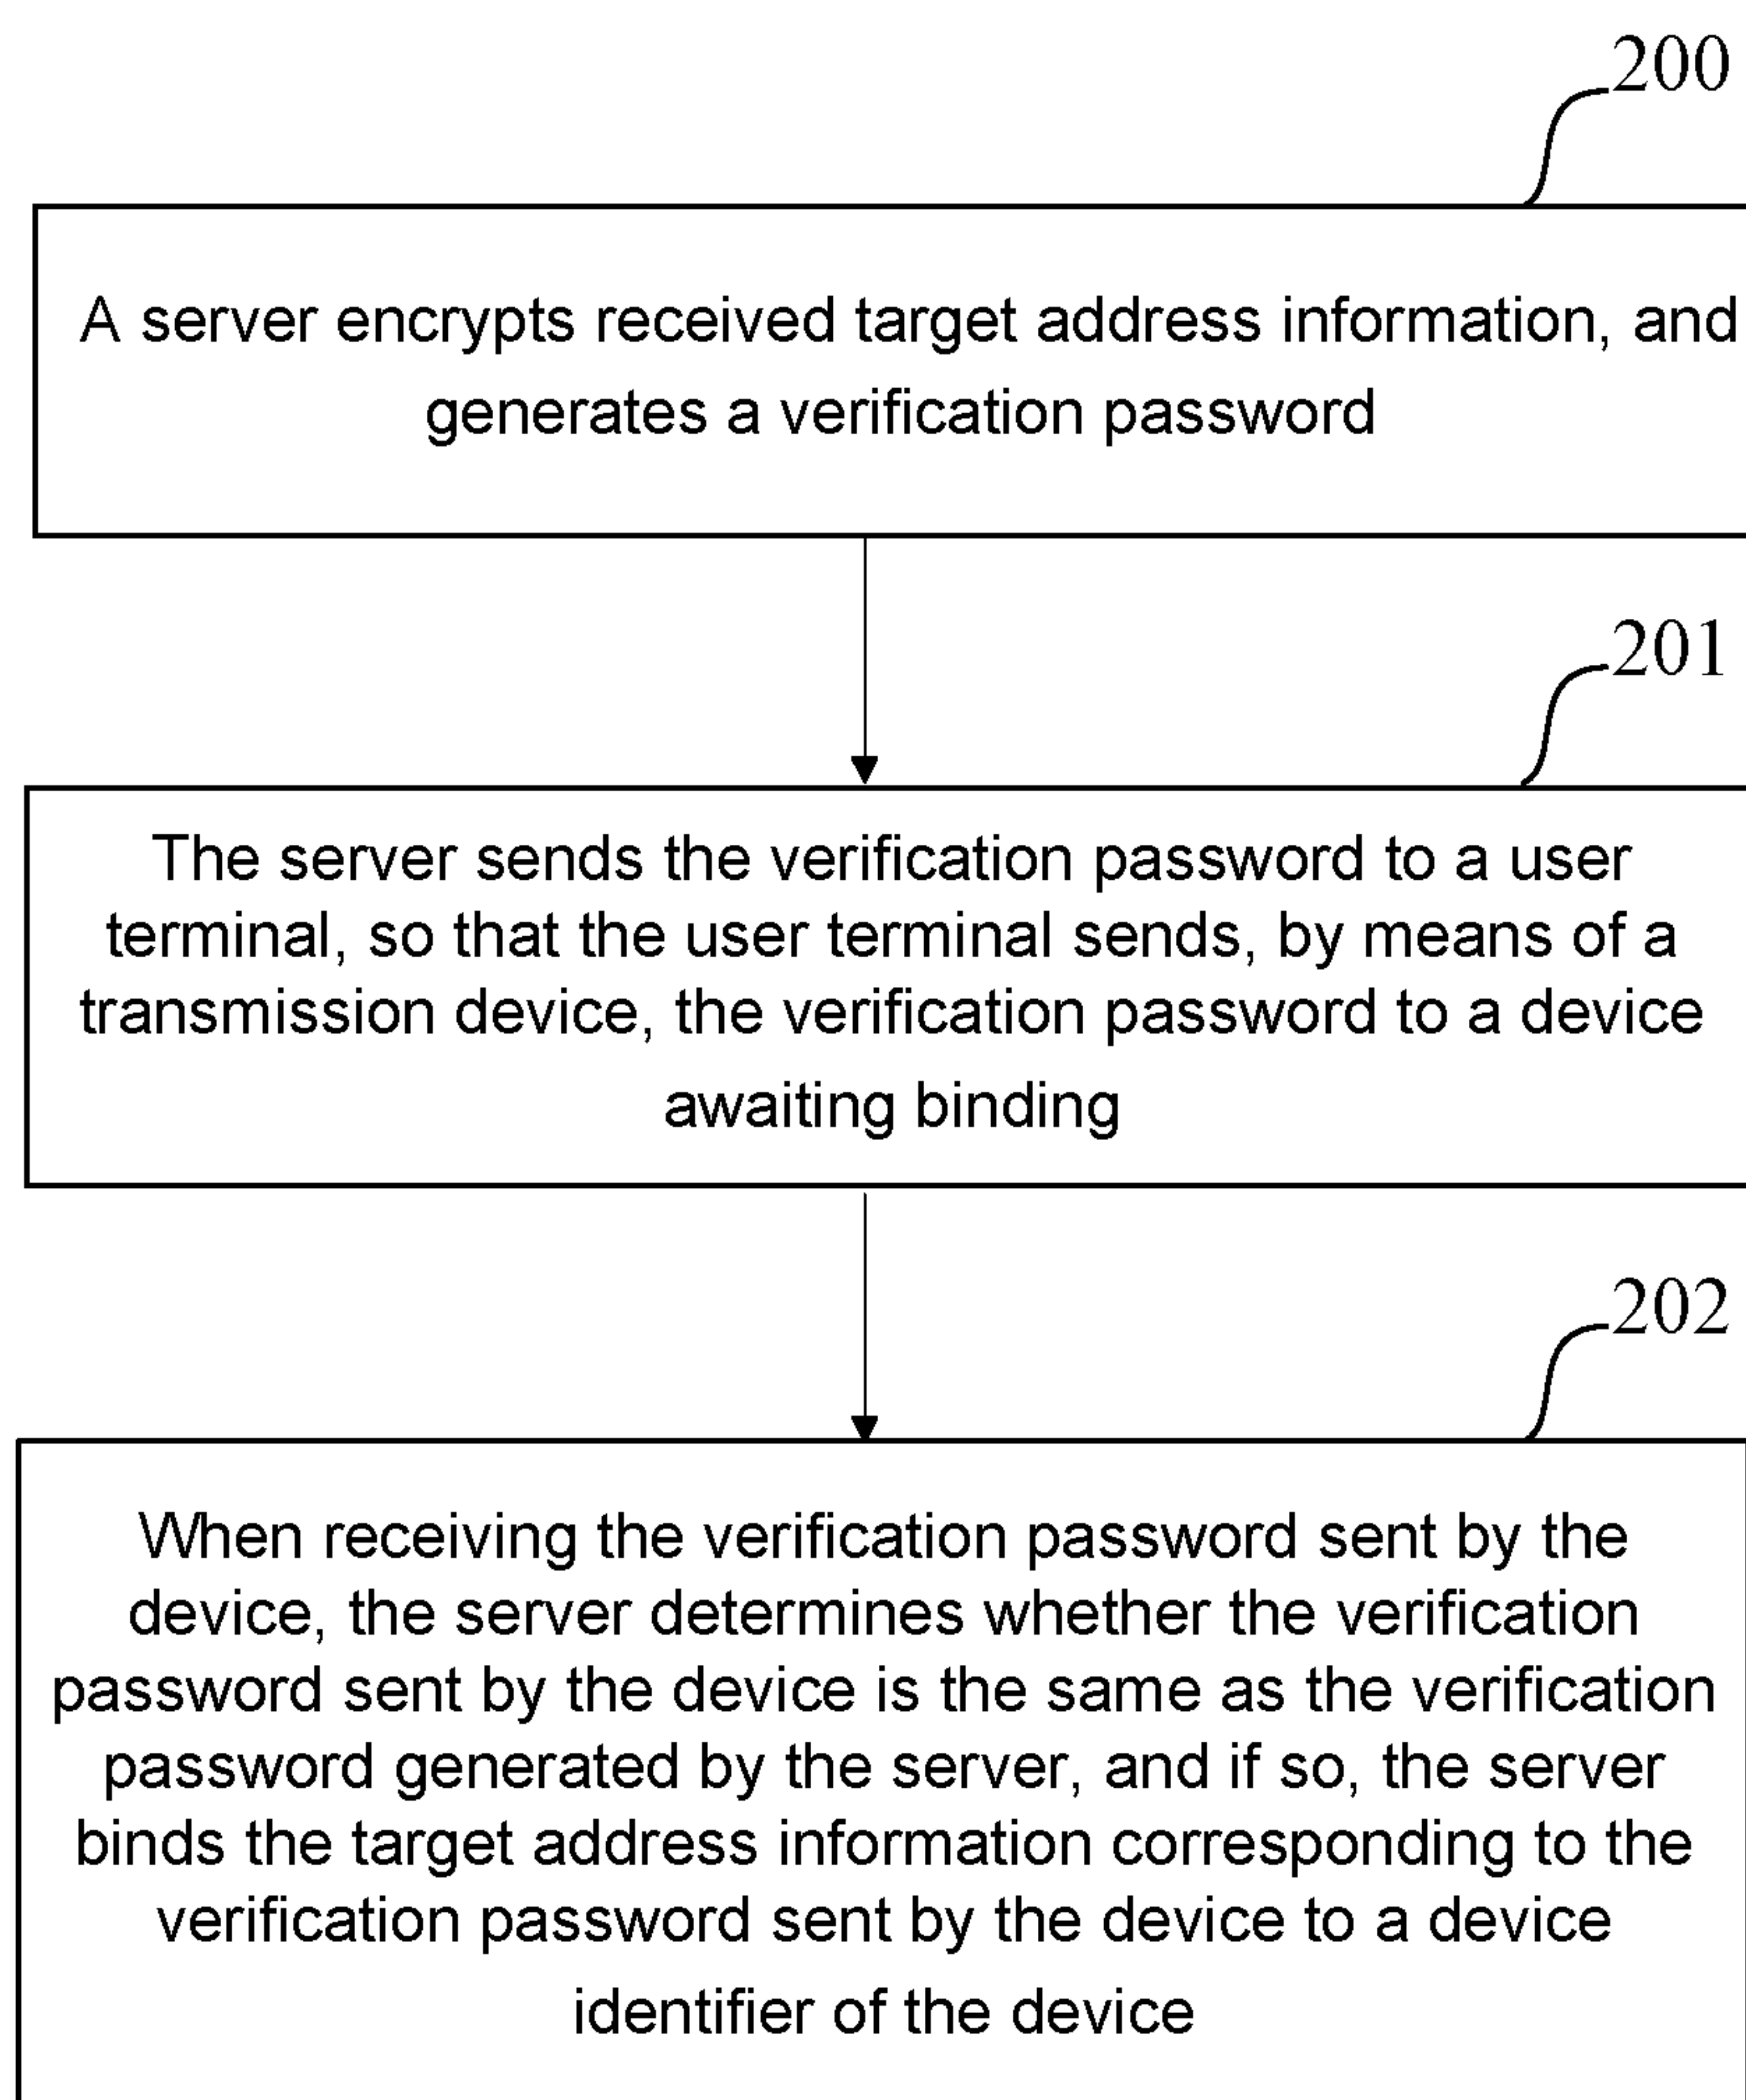 200
A server encrypts received target address information, and
generates a verification password
201
The server sends the verification password to a user
terminal, so that the user terminal sends, by means of a
transmission device, the verification password to a device
awaiting binding
202
When receiving the verification password sent by the
device, the server determines whether the verification
password sent by the device is the same as the verification
password generated by the server, and if so, the server
binds the target address information corresponding to the
verification password sent by the device to a device
identifier of the device